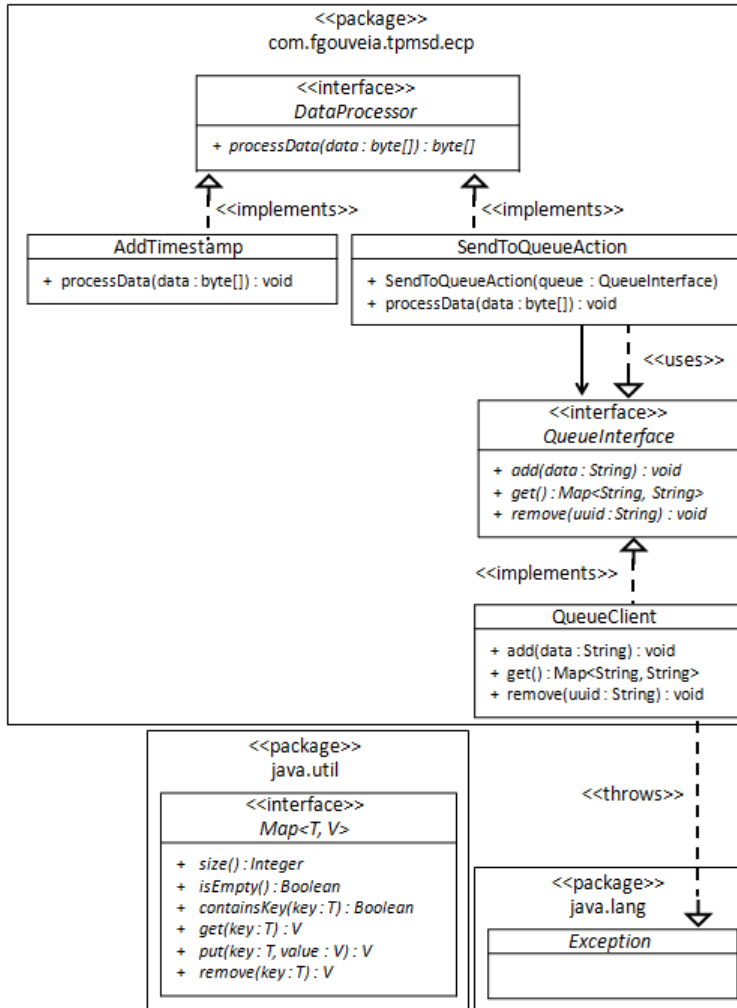 <<package>>
com.fgouveia.tpmsd.ecp
<<interface>>
DataProcessor
+ processData(data : byte[]) : byte[]
<<implements>>
<<implements>>
AddTimestamp
+ processData(data : byte[]) : void
SendToQueueAction
+ SendToQueueAction(queue : QueueInterface)
+ processData(data : byte[]) : void
<<uses>>
<<interface>>
QueueInterface
+ add(data : String) : void
+ get() : Map<String, String>
+ remove(uuid : String) : void
<<implements>>
QueueClient
+ add(data : String) : void
+ get() : Map<String, String>
+ remove(uuid : String) : void
<<package>>
java.util
<<interface>>
Map<T, V>
+ size() : Integer
+ isEmpty() : Boolean
+ containsKey(key : T) : Boolean
+ get(key : T) : V
+ put(key : T, value : V) : V
+ remove(key : T) : V
<<throws>>
<<package>>
java.lang
Exception